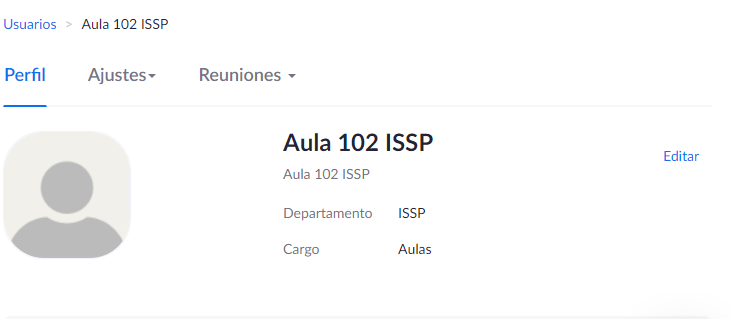 Usuarios > Aula 102 ISSP
Perfil Ajustes Reuniones
Aula 102 ISSP
Editar
Aula 102 ISSP
Departamento ISSP
Cargo Aulas